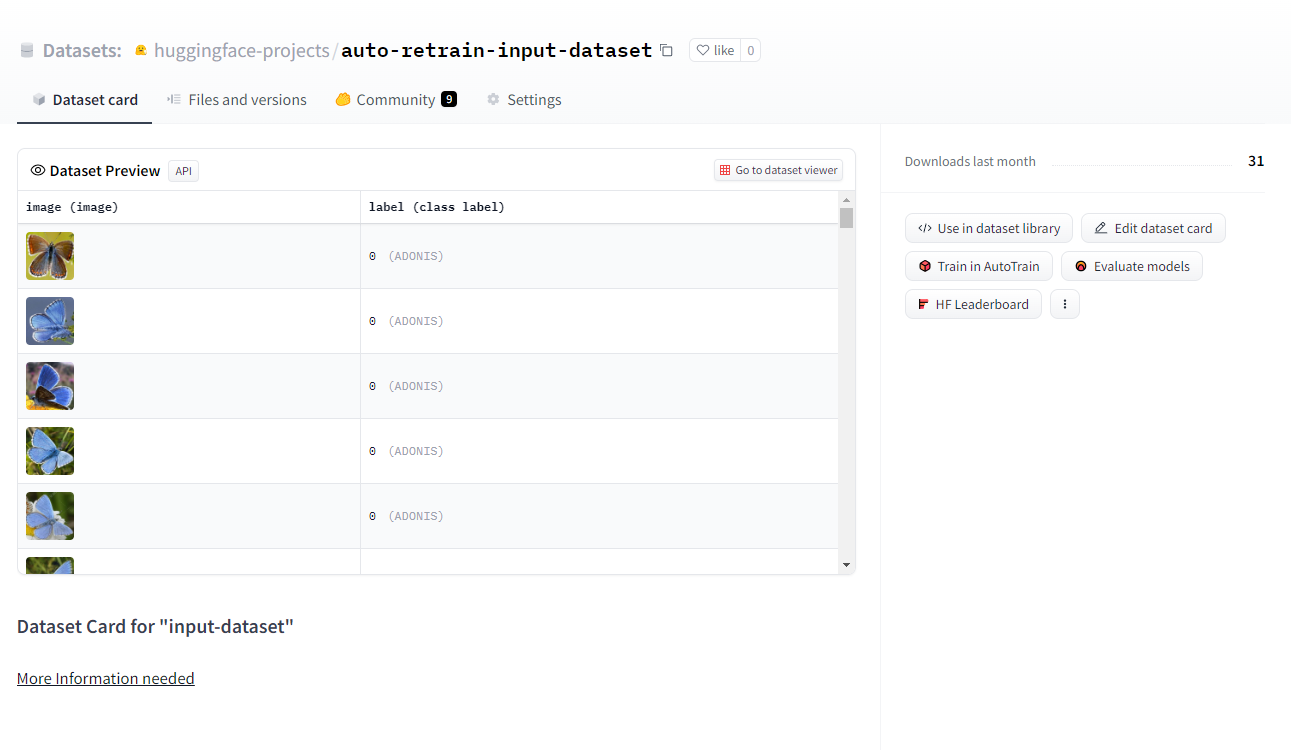 Datasets: huggingface-projects/auto-retrain-input-dataset like 0
Dataset card Files and versions Community 9 Settings
Dataset Preview API Go to dataset viewer
image (image) label (class label)
0 (ADONIS)
0 (ADONIS)
0 (ADONIS)
0 (ADONIS)
0 (ADONIS)
Dataset Card for "input-dataset"
More Information needed
Downloads last month 31
</> Use in dataset library Edit dataset card
Train in AutoTrain Evaluate models
HF Leaderboard